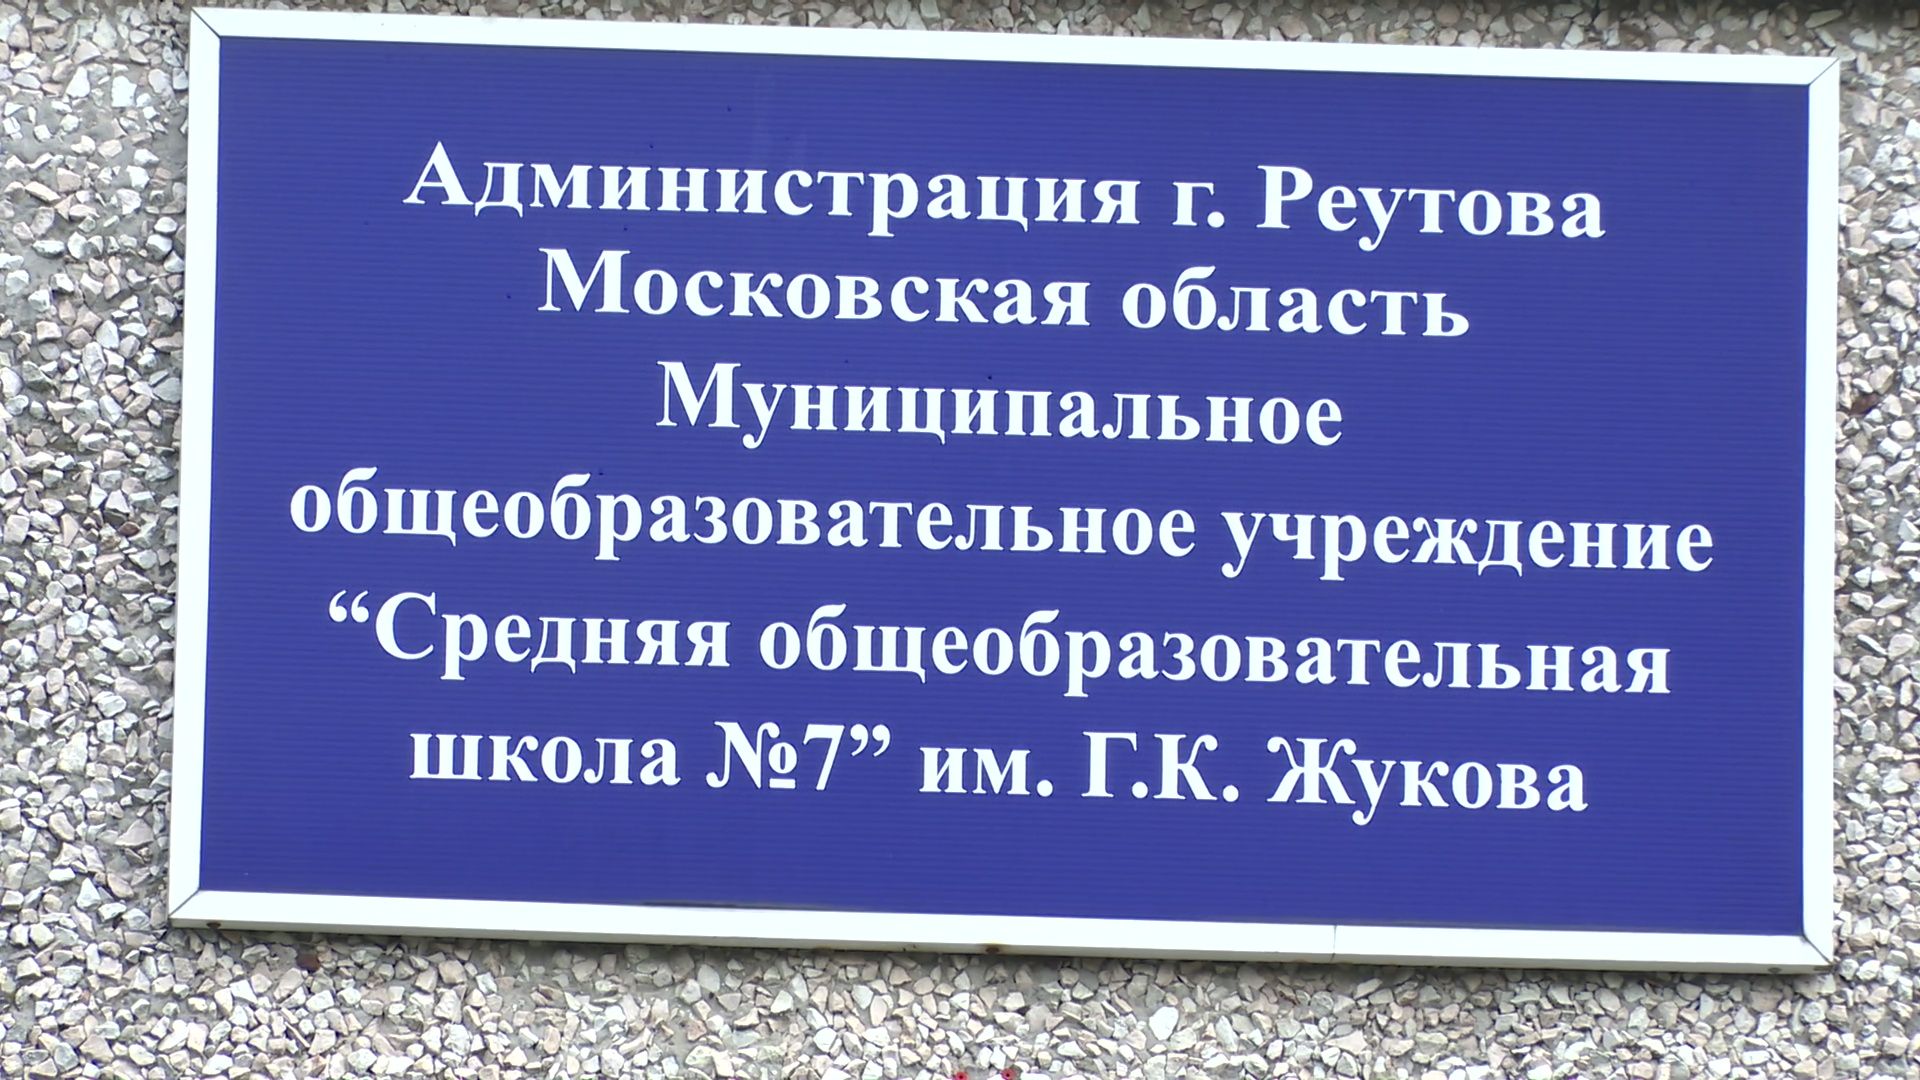 Администрация г. Реутова
Московская область
Муниципальное
общеобразовательное учреждение
“Средняя общеобразовательная
школа №7” им. Г.К. Жукова